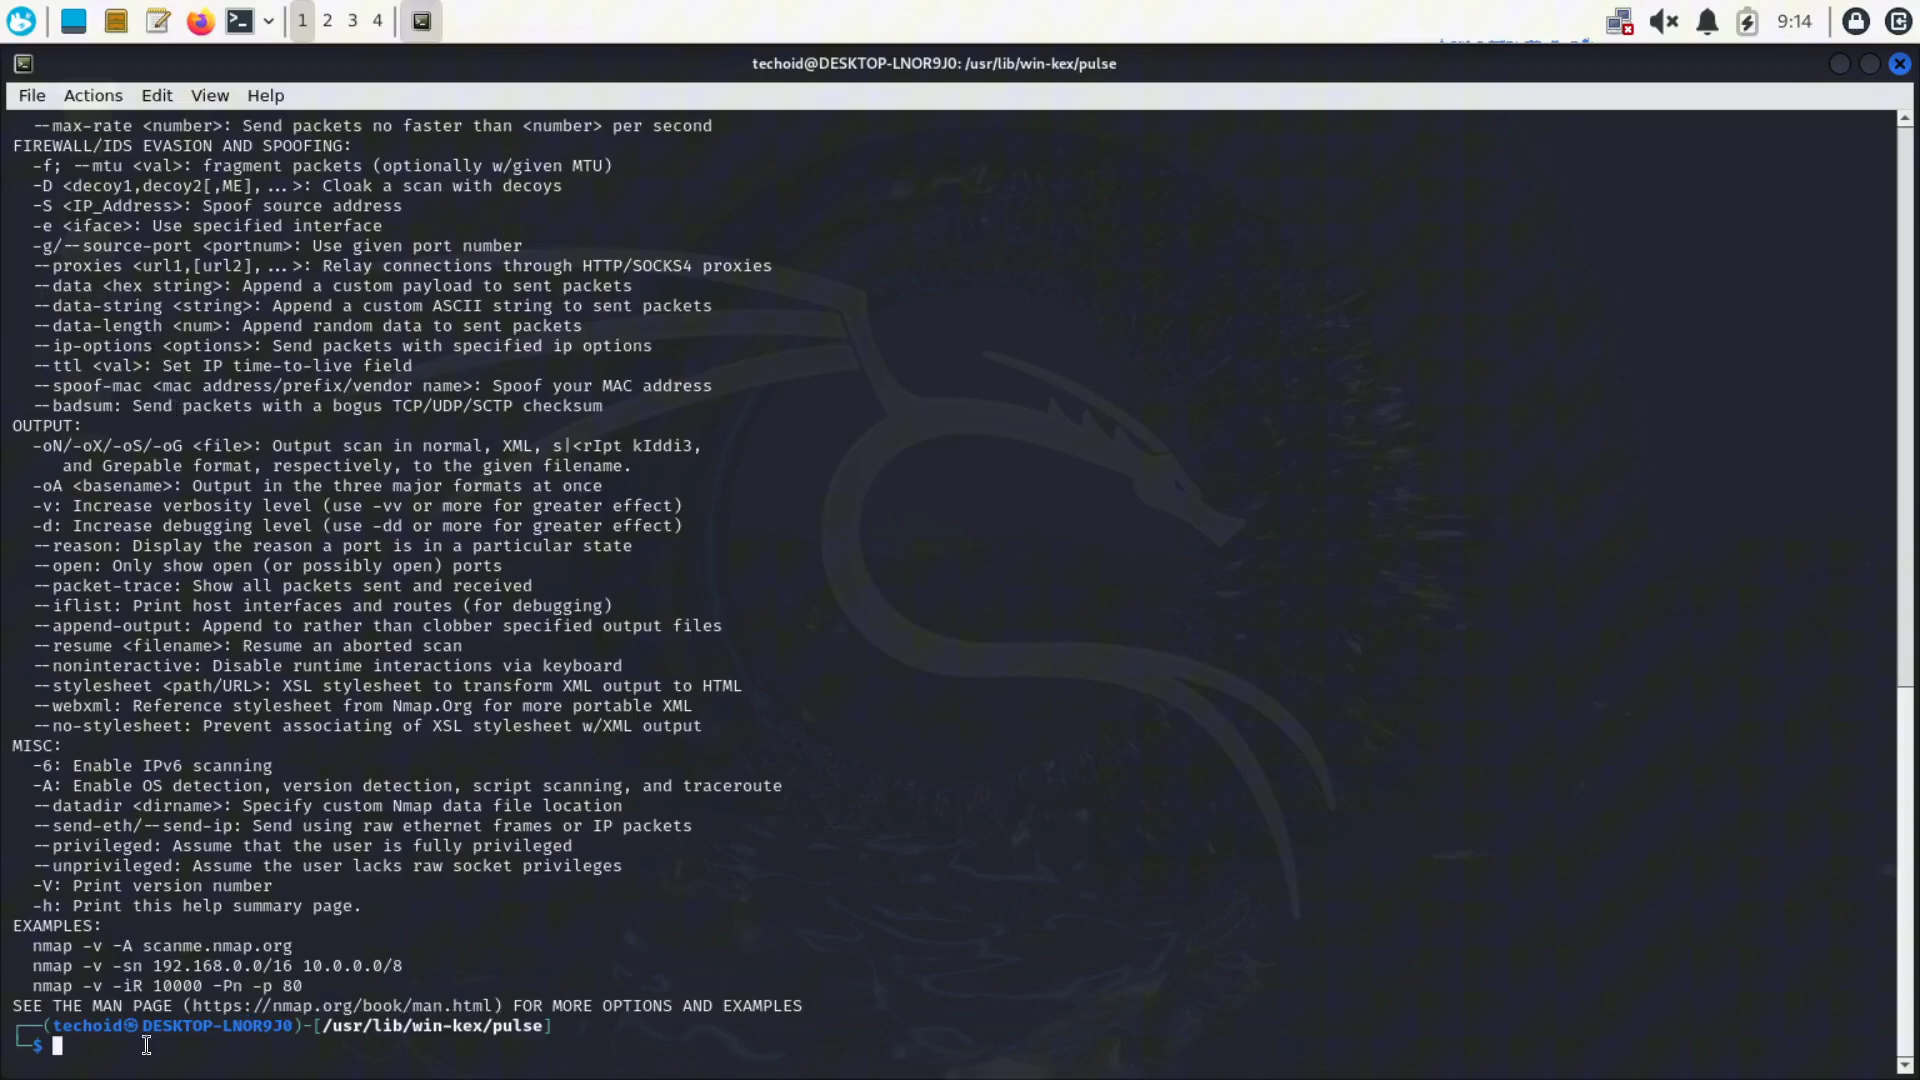 1 2 3 4
9:14
techoid@DESKTOP-LNOR9J0: /usr/lib/win-kex/pulse
File Actions Edit View Help
--max-rate <number>: Send packets no faster than <number> per second
FIREWALL/IDS EVASION AND SPOOFING:
-f; --mtu <val>: fragment packets (optionally w/given MTU)
-D <decoy1,decoy2[,ME],...>: Cloak a scan with decoys
-S <IP_Address>: Spoof source address
-e <iface>: Use specified interface
-g/--source-port <portnum>: Use given port number
--proxies <url1,[url2],...>: Relay connections through HTTP/SOCKS4 proxies
--data <hex string>: Append a custom payload to sent packets
--data-string <string>: Append a custom ASCII string to sent packets
--data-length <num>: Append random data to sent packets
--ip-options <options>: Send packets with specified ip options
--ttl <val>: Set IP time-to-live field
--spoof-mac <mac address/prefix/vendor name>: Spoof your MAC address
--badsum: Send packets with a bogus TCP/UDP/SCTP checksum
OUTPUT:
-oN/-oX/-oS/-oG <file>: Output scan in normal, XML, s|<rIpt kIddi3,
and Grepable format, respectively, to the given filename.
-oA <basename>: Output in the three major formats at once
-v: Increase verbosity level (use -vv or more for greater effect)
-d: Increase debugging level (use -dd or more for greater effect)
--reason: Display the reason a port is in a particular state
--open: Only show open (or possibly open) ports
--packet-trace: Show all packets sent and received
--iflist: Print host interfaces and routes (for debugging)
--append-output: Append to rather than clobber specified output files
--resume <filename>: Resume an aborted scan
--noninteractive: Disable runtime interactions via keyboard
--stylesheet <path/URL>: XSL stylesheet to transform XML output to HTML
--webxml: Reference stylesheet from Nmap.Org for more portable XML
--no-stylesheet: Prevent associating of XSL stylesheet w/XML output
MISC:
-6: Enable IPv6 scanning
-A: Enable OS detection, version detection, script scanning, and traceroute
--datadir <dirname>: Specify custom Nmap data file location
--send-eth/--send-ip: Send using raw ethernet frames or IP packets
--privileged: Assume that the user is fully privileged
--unprivileged: Assume the user lacks raw socket privileges
-V: Print version number
-h: Print this help summary page.
EXAMPLES:
nmap -v -A scanme.nmap.org
nmap -v -sn 192.168.0.0/16 10.0.0.0/8
nmap -v -iR 10000 -Pn -p 80
SEE THE MAN PAGE (https://nmap.org/book/man.html) FOR MORE OPTIONS AND EXAMPLES
┌──(techoid㉿DESKTOP-LNOR9J0)-[/usr/lib/win-kex/pulse]
└─$